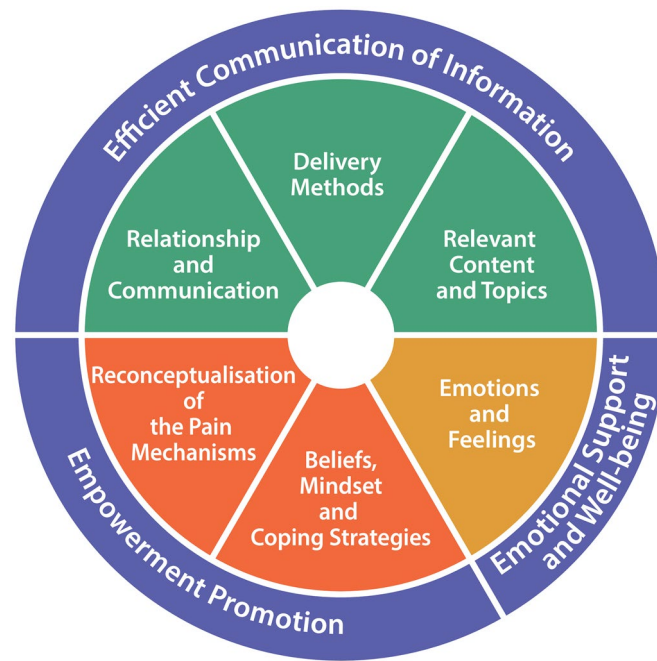 Efficient Communication of Information
Delivery
Methods
Relationship
and
Communication
Relevant
Content
and Topics
Reconceptualisation
of
the Pain
Mechanisms
Beliefs,
Mindset
and
Coping Strategies
Emotions
and
Feelings
Empowerment Promotion
Emotional Support
and Well-being